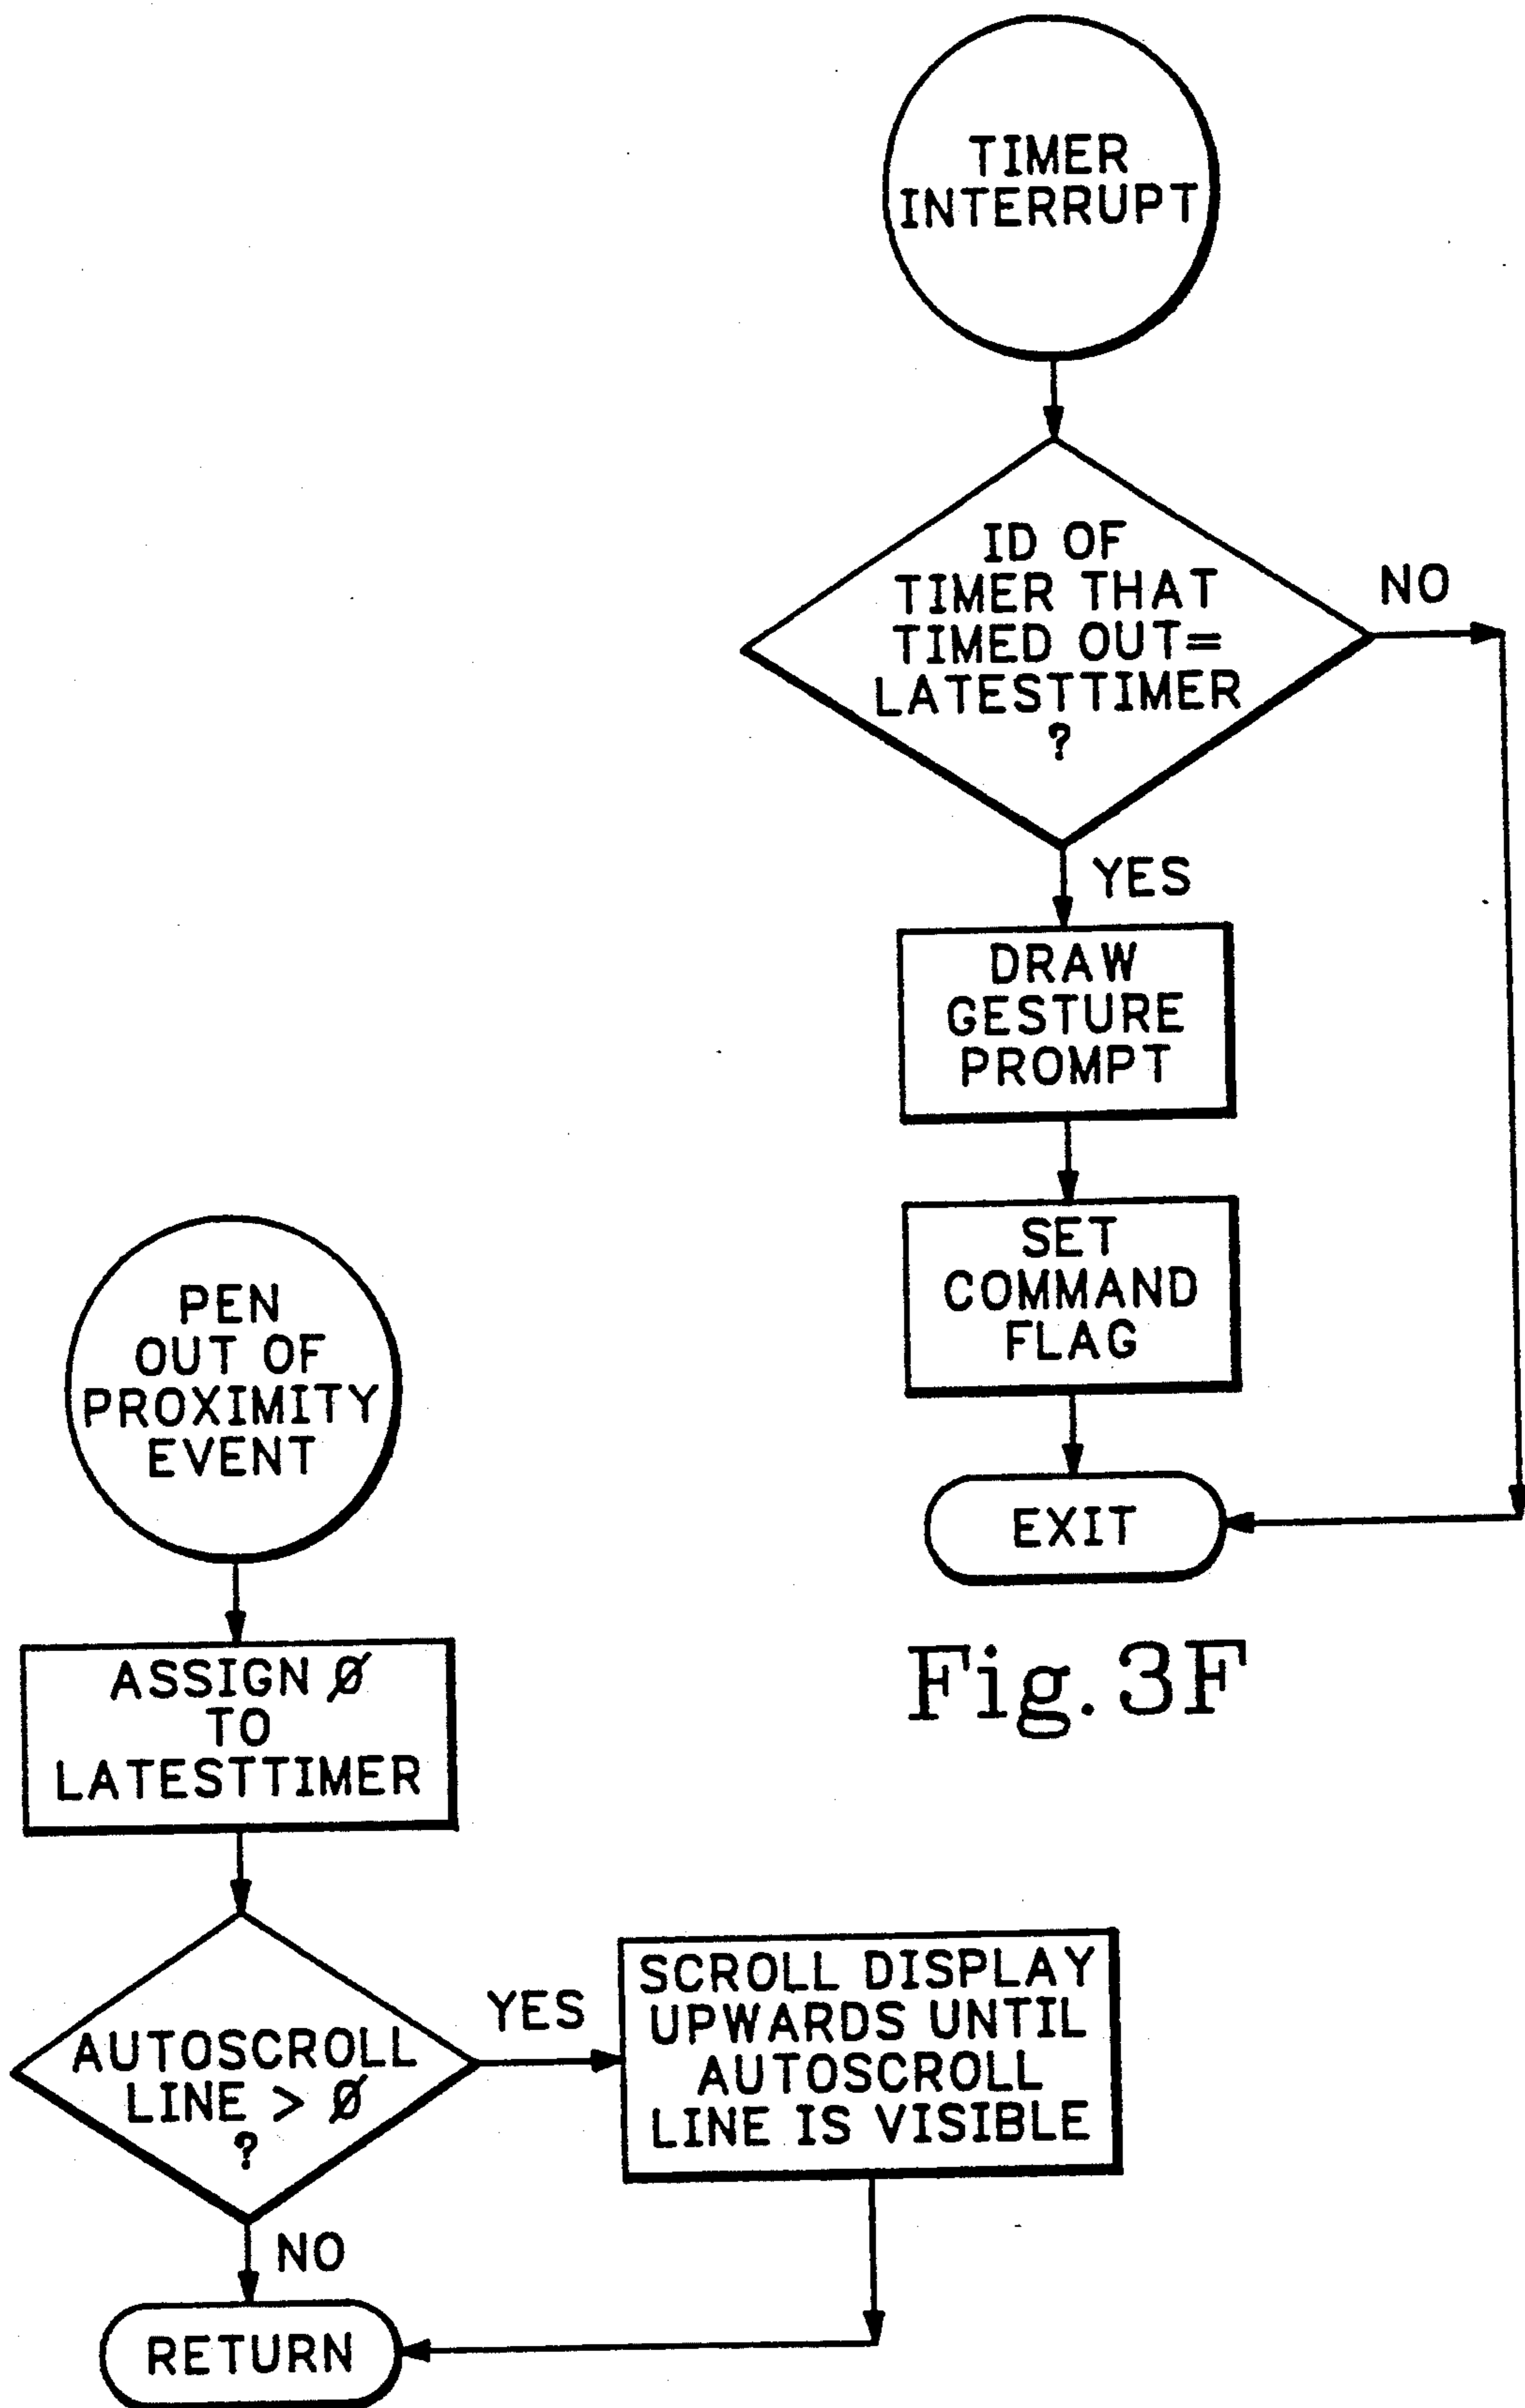 TIMER
INTERRUPT
ID OF
TIMER THAT
TIMED OUT=
LATESTTIMER
?
NO
YES
DRAW
GESTURE
PROMPT
SET
COMMAND
FLAG
EXIT
Fig. 3F
PEN
OUT OF
PROXIMITY
EVENT
ASSIGN Ø
TO
LATESTTIMER
AUTOSCROLL
LINE > Ø
?
YES
SCROLL DISPLAY
UPWARDS UNTIL
AUTOSCROLL
LINE IS VISIBLE
NO
RETURN